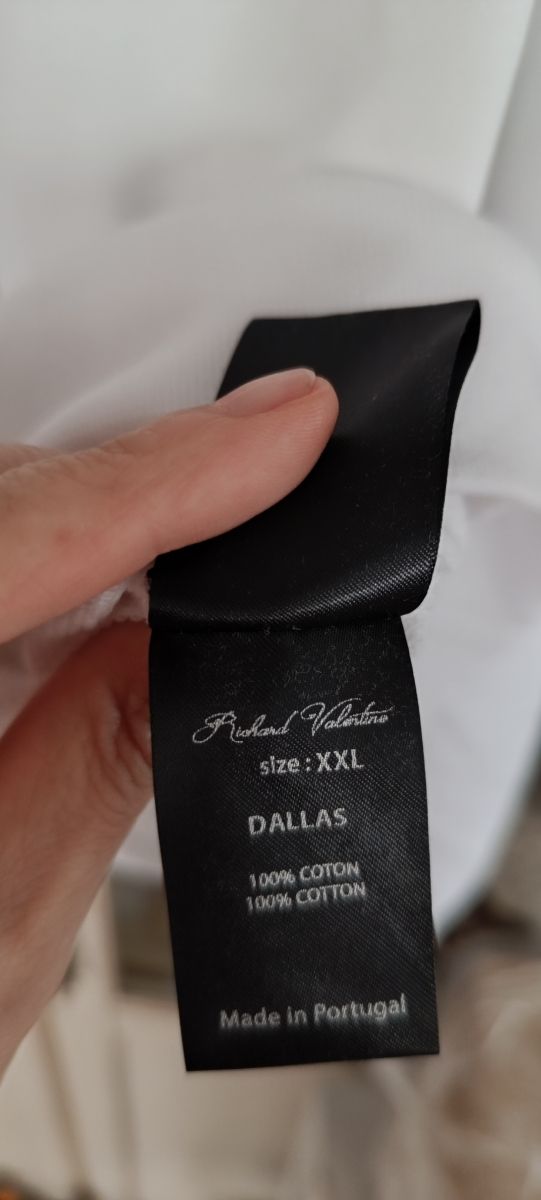 Richard Valentino
size : XXL
DALLAS
100% COTON
100% COTTON
Made in Portugal